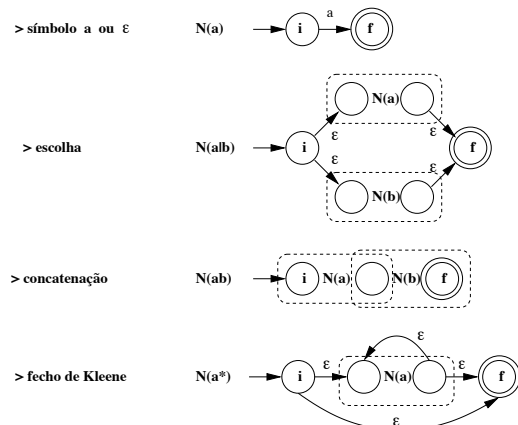 a
> símbolo a ou ε N(a) i f
N(a)
ε ε
> escolha N(a|b) i f
ε ε
N(b)
> concatenação N(ab) i N(a) N(b) f
ε
> fecho de Kleene N(a*) i ε N(a) ε f
ε